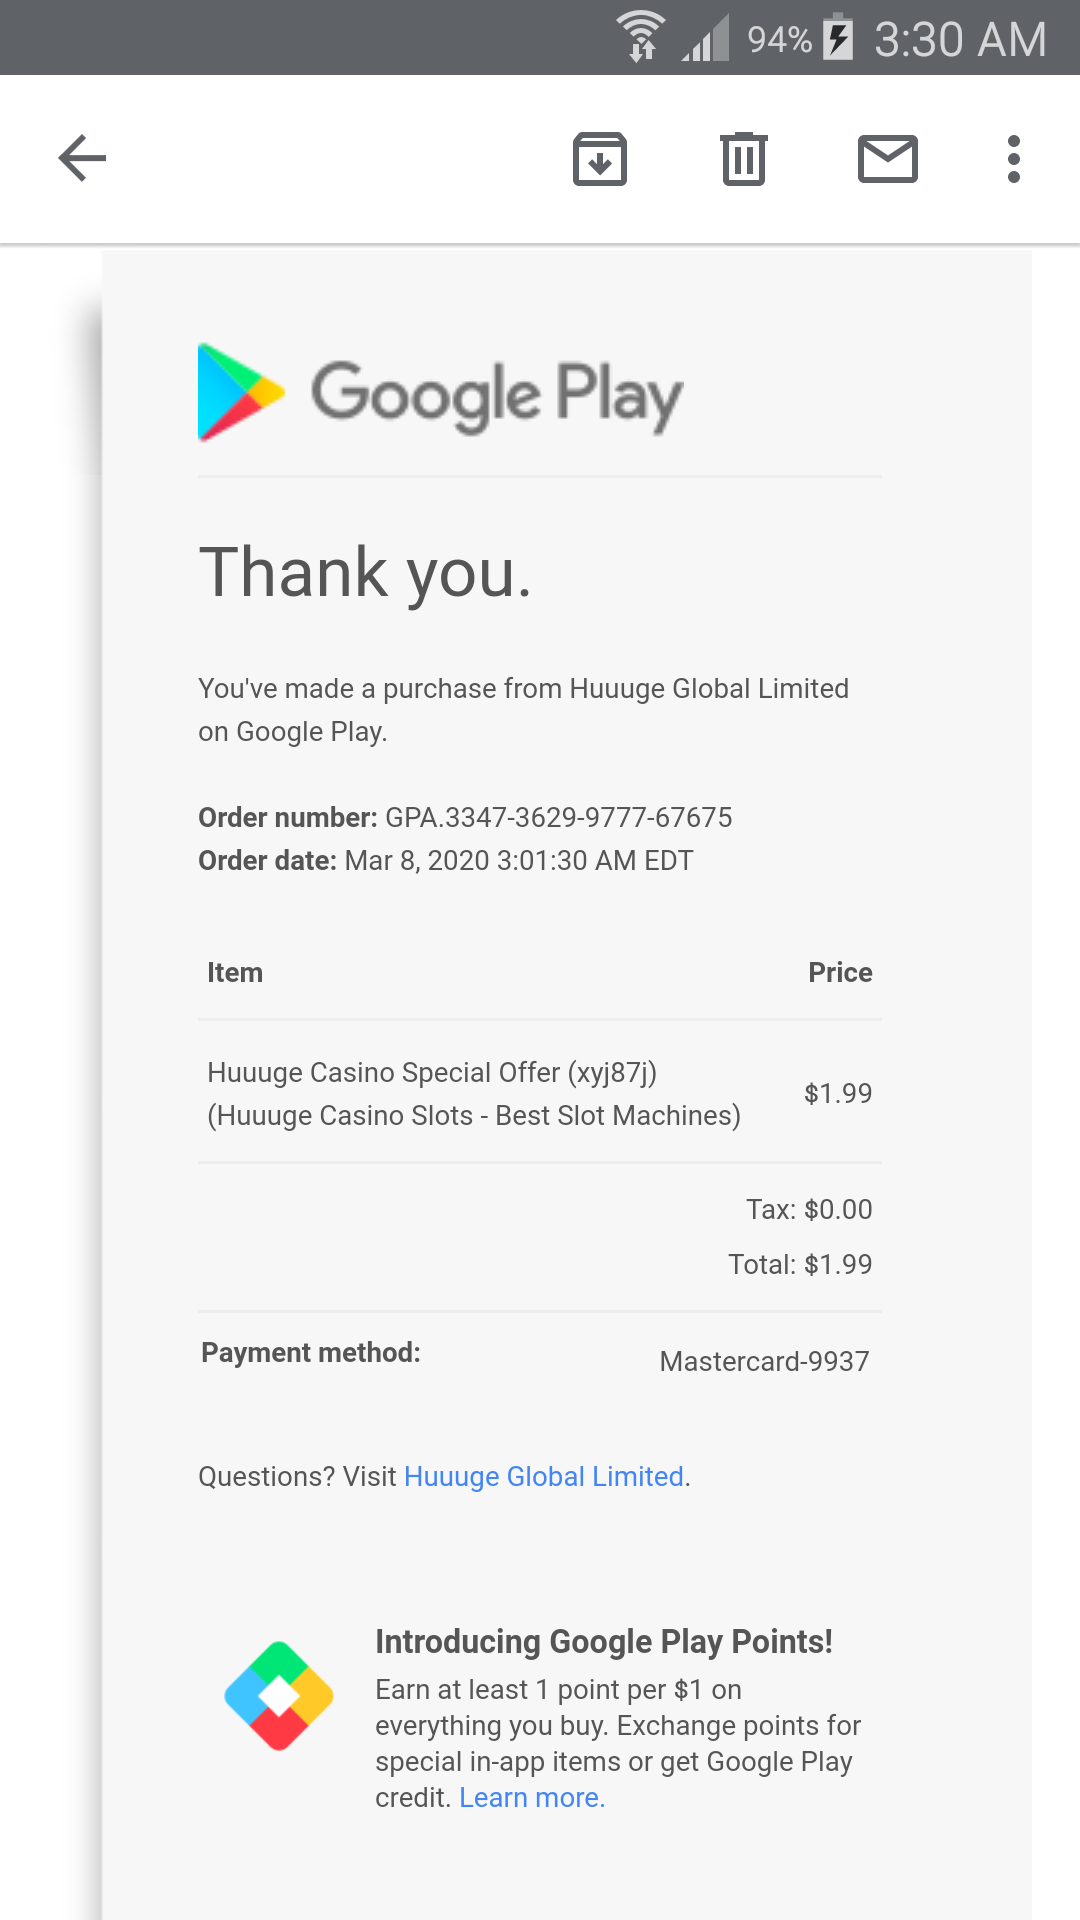 94% 3:30 AM
Google Play
Thank you.
You've made a purchase from Huuuge Global Limited
on Google Play.
Order number: GPA.3347-3629-9777-67675
Order date: Mar 8, 2020 3:01:30 AM EDT
Item Price
Huuuge Casino Special Offer (xyj87j)
(Huuuge Casino Slots - Best Slot Machines) $1.99
Tax: $0.00
Total: $1.99
Payment method: Mastercard-9937
Questions? Visit Huuuge Global Limited.
Introducing Google Play Points!
Earn at least 1 point per $1 on
everything you buy. Exchange points for
special in-app items or get Google Play
credit. Learn more.